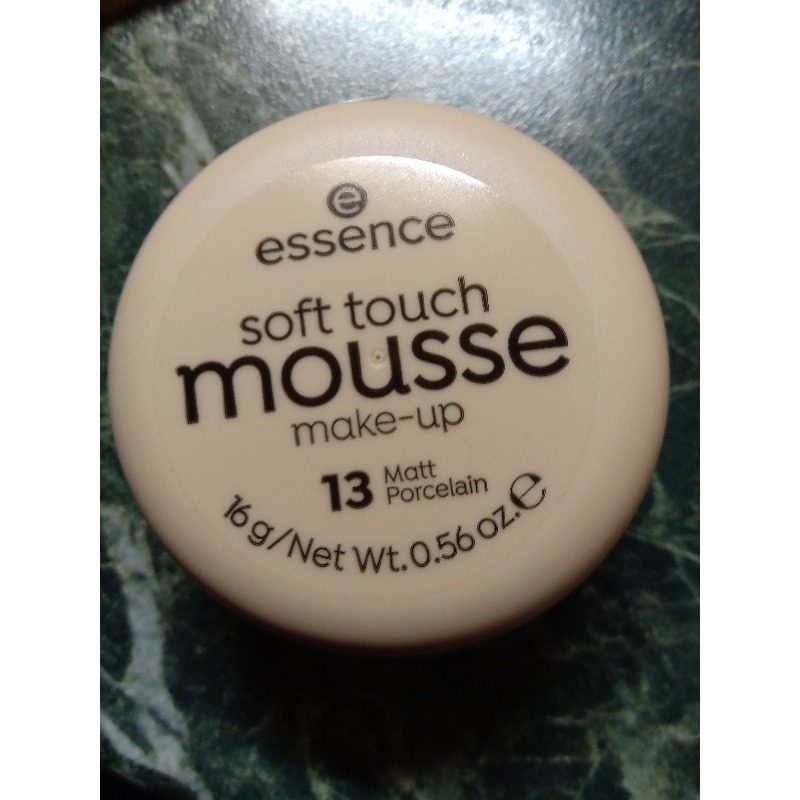 e
essence
soft touch
mousse
make-up
13 Matt
Porcelain
16 g/Net Wt. 0.56 oz. ℮